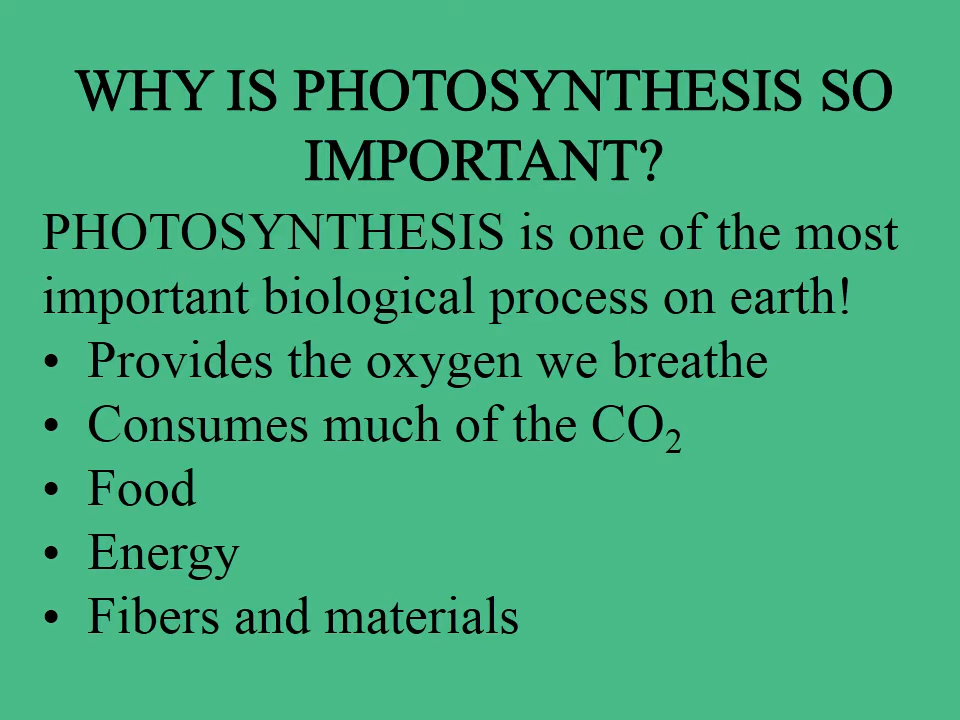 WHY IS PHOTOSYNTHESIS SO
IMPORTANT?
PHOTOSYNTHESIS is one of the most
important biological process on earth!
• Provides the oxygen we breathe
• Consumes much of the CO₂
• Food
• Energy
• Fibers and materials